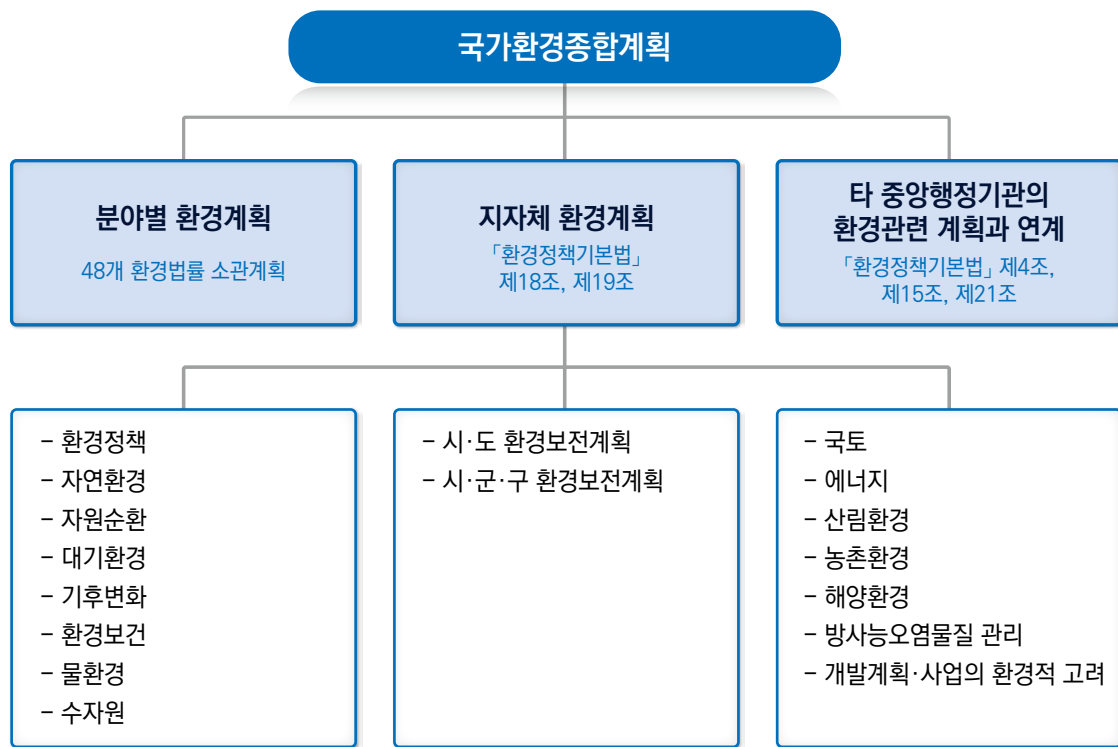 국가환경종합계획
분야별 환경계획
48개 환경법률 소관계획
지자체 환경계획
「환경정책기본법」
제18조, 제19조
타 중앙행정기관의
환경관련 계획과 연계
「환경정책기본법」 제4조,
제15조, 제21조
– 환경정책
– 자연환경
– 자원순환
– 대기환경
– 기후변화
– 환경보건
– 물환경
– 수자원
– 시·도 환경보전계획
– 시·군·구 환경보전계획
– 국토
– 에너지
– 산림환경
– 농촌환경
– 해양환경
– 방사능오염물질 관리
– 개발계획·사업의 환경적 고려